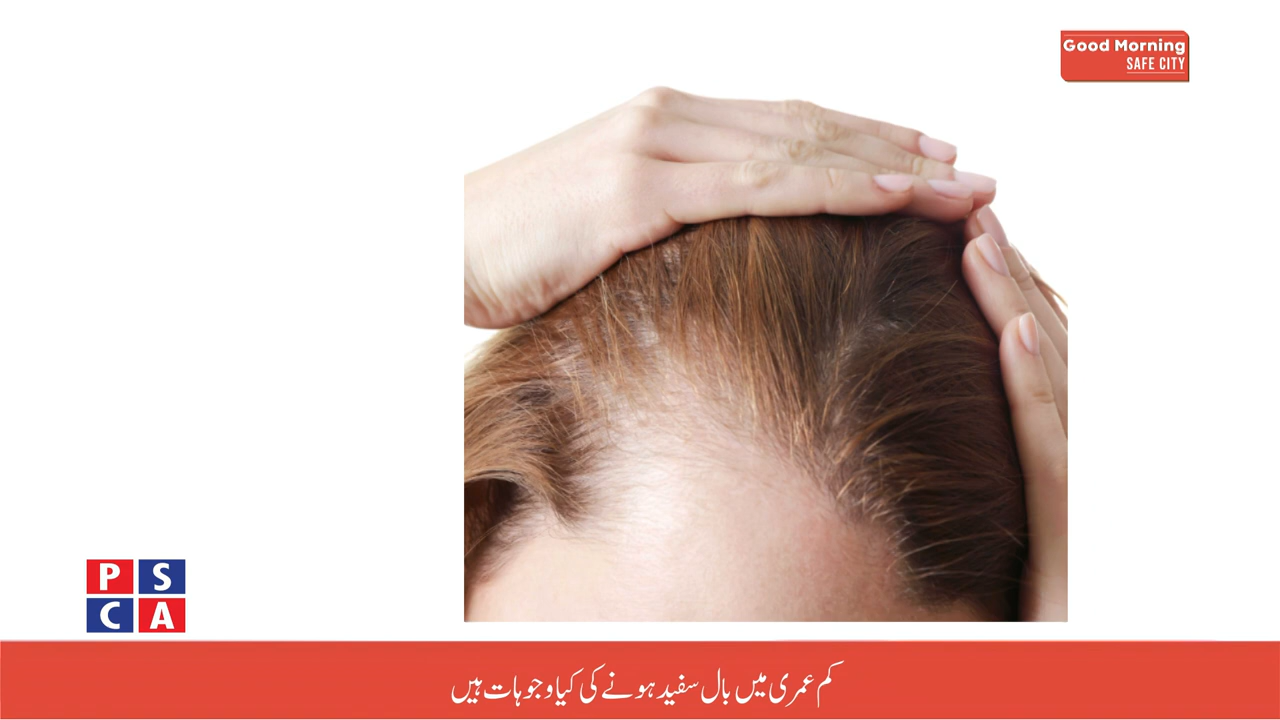 Good Morning
SAFE CITY
P S
C A
کم عمری میں بال سفید ہونے کی کیا وجوہات ہیں